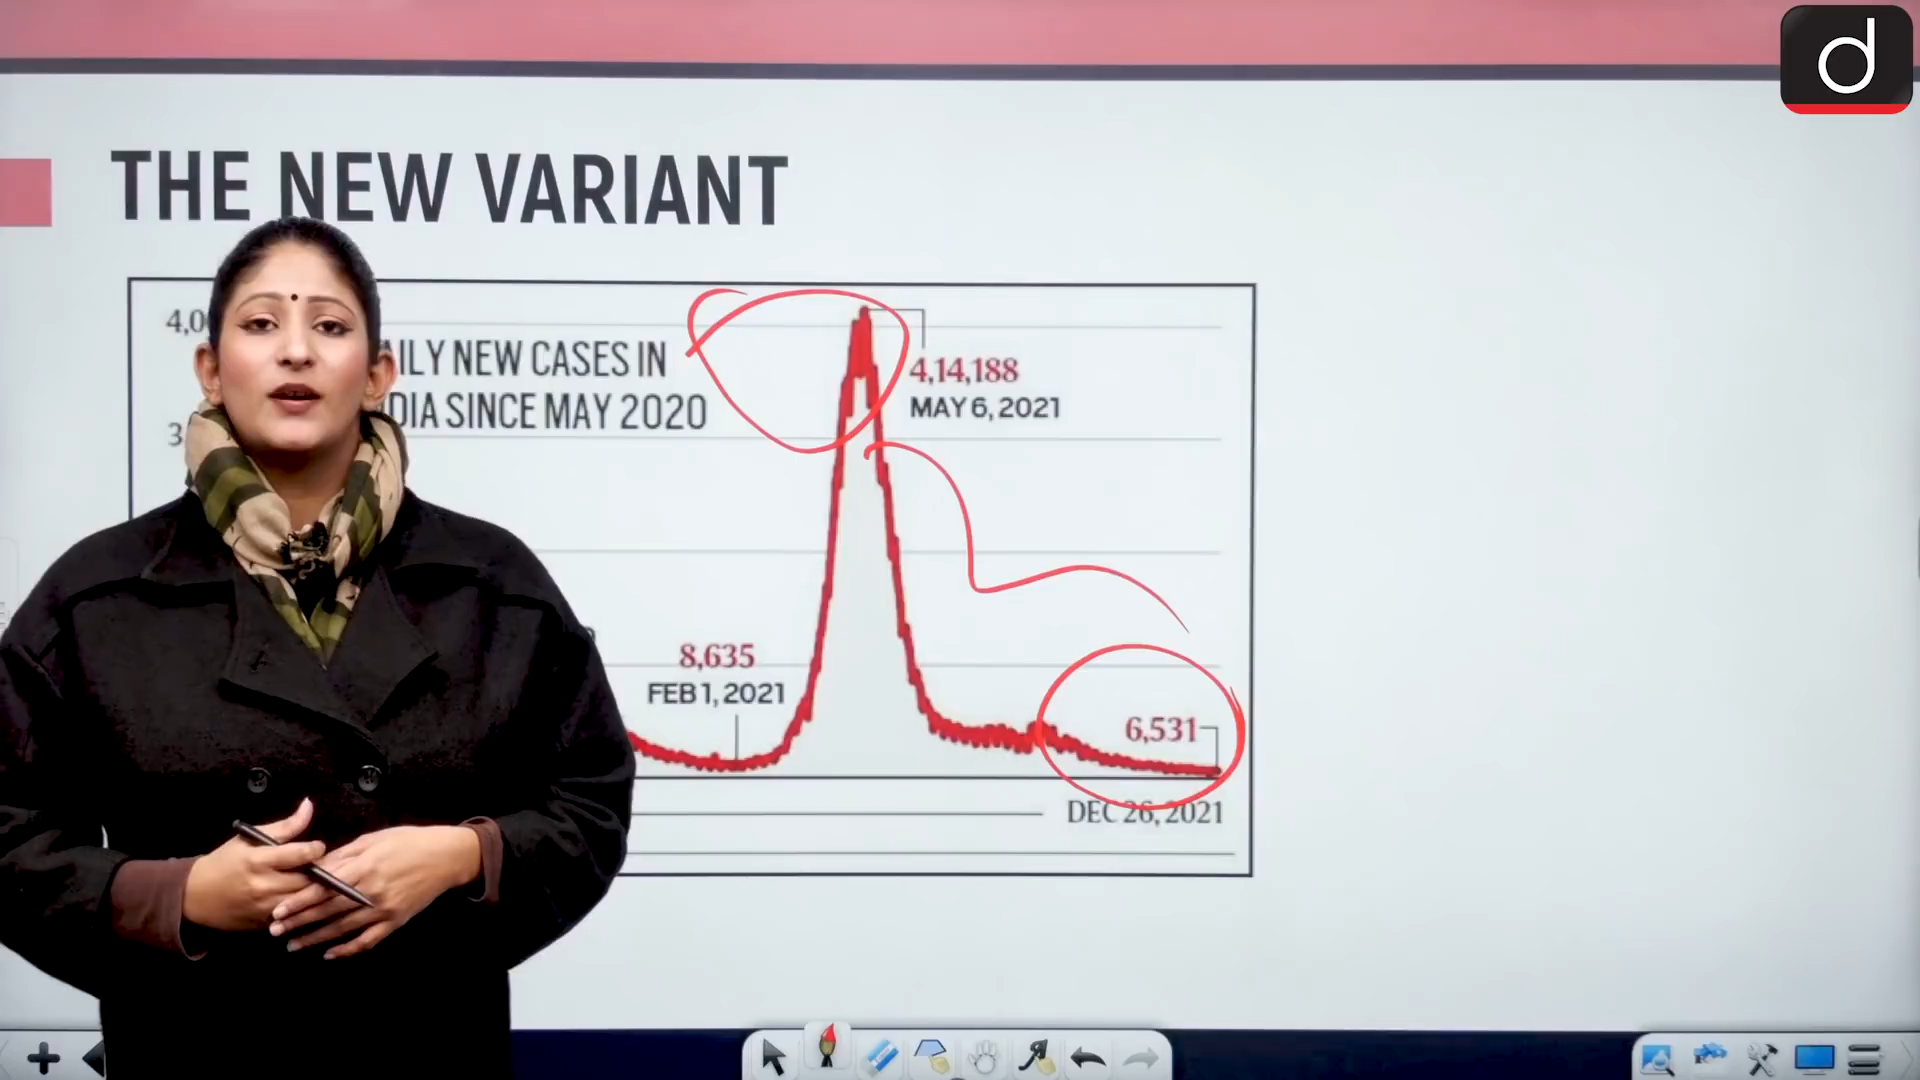 d
THE NEW VARIANT
AILY NEW CASES IN
DIA SINCE MAY 2020
4,14,188
MAY 6, 2021
8,635
FEB 1, 2021
6,531
DEC 26, 2021